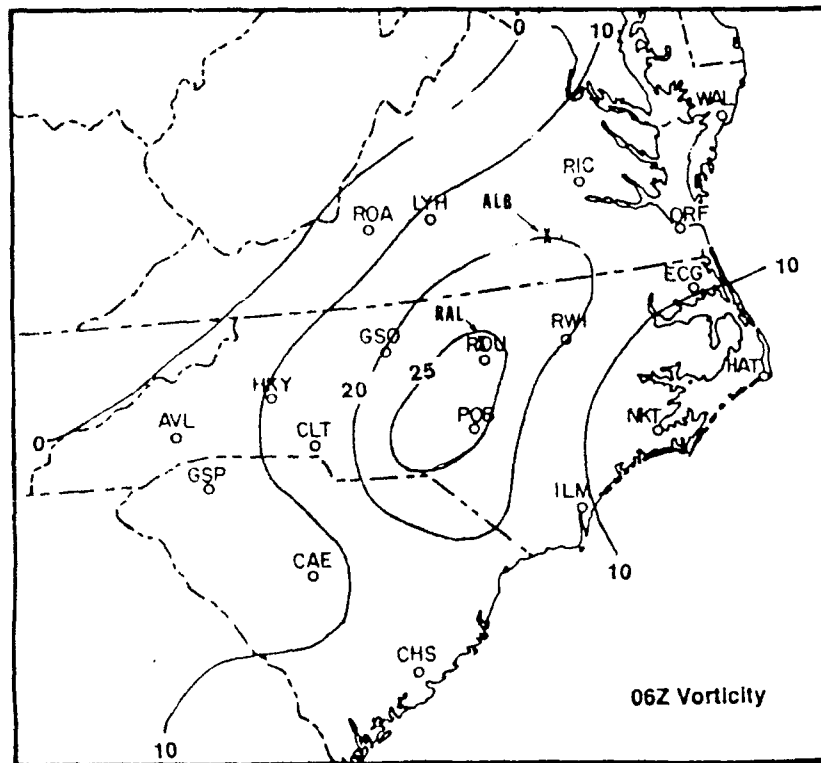 0
10
WAL
RIC
ROA
LYH
ALB
ORF
ECG
10
RAL
GSO
RDU
RWI
HAT
25
20
HKY
POB
NKT
0
AVL
CLT
GSP
ILM
CAE
10
CHS
06Z Vorticity
10